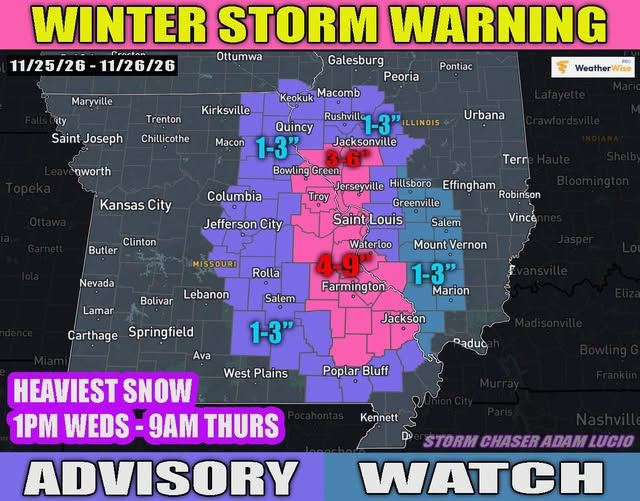 WINTER STORM WARNING
11/25/26 - 11/26/26
Creston
Ottumwa
Galesburg
Peoria
Pontiac
WeatherWise
PRO
Lafayette
Maryville
Keokuk
Macomb
Kirksville
Rushville
1-3"
ILLINOIS
Urbana
Crawfordsville
Falls City
Trenton
Quincy
INDIANA
Saint Joseph
Chillicothe
Macon
1-3"
Jacksonville
3-6"
Shelby
Terre Haute
Leavenworth
Bowling Green
Topeka
Jerseyville
Hillsboro
Effingham
Bloomington
Kansas City
Columbia
Troy
Greenville
Robinson
Ottawa
Jefferson City
Saint Louis
Salem
Vincennes
Garnett
Butler
Clinton
Waterloo
Mount Vernon
Jasper
MISSOURI
4-9"
1-3"
Iola
Nevada
Rolla
Farmington
Marion
Evansville
Bolivar
Lebanon
Salem
Lamar
Jackson
Madisonville
Carthage
Springfield
1-3"
Paducah
Bowling G
Miami
Ava
West Plains
Poplar Bluff
Franklin
HEAVIEST SNOW
1PM WEDS - 9AM THURS
Murray
Union City
Paris
Pocahontas
Kennett
Nashville
STORM CHASER ADAM LUCIO
ADVISORY
WATCH